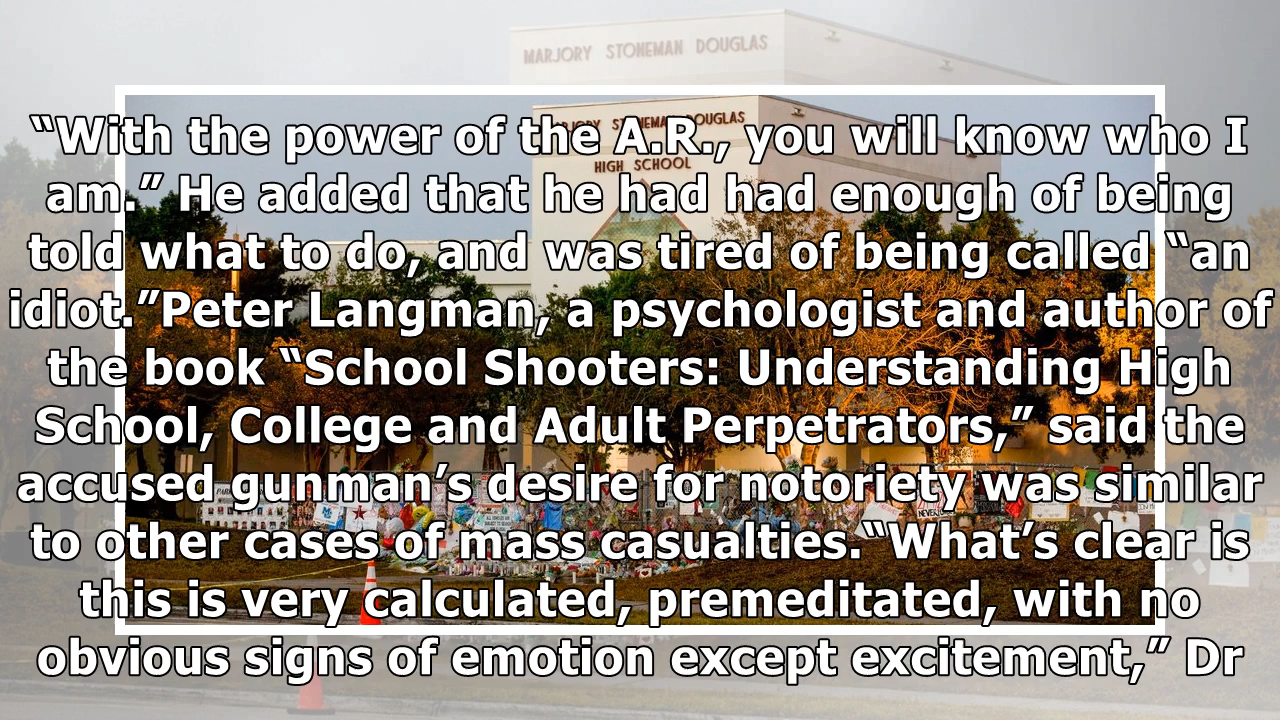 MARJORY STONEMAN DOUGLAS
HIGH SCHOOL
“With the power of the A.R., you will know who I
am.” He added that he had had enough of being
told what to do, and was tired of being called “an
idiot.”Peter Langman, a psychologist and author of
the book “School Shooters: Understanding High
School, College and Adult Perpetrators,” said the
accused gunman’s desire for notoriety was similar
to other cases of mass casualties.“What’s clear is
this is very calculated, premeditated, with no
obvious signs of emotion except excitement,” Dr